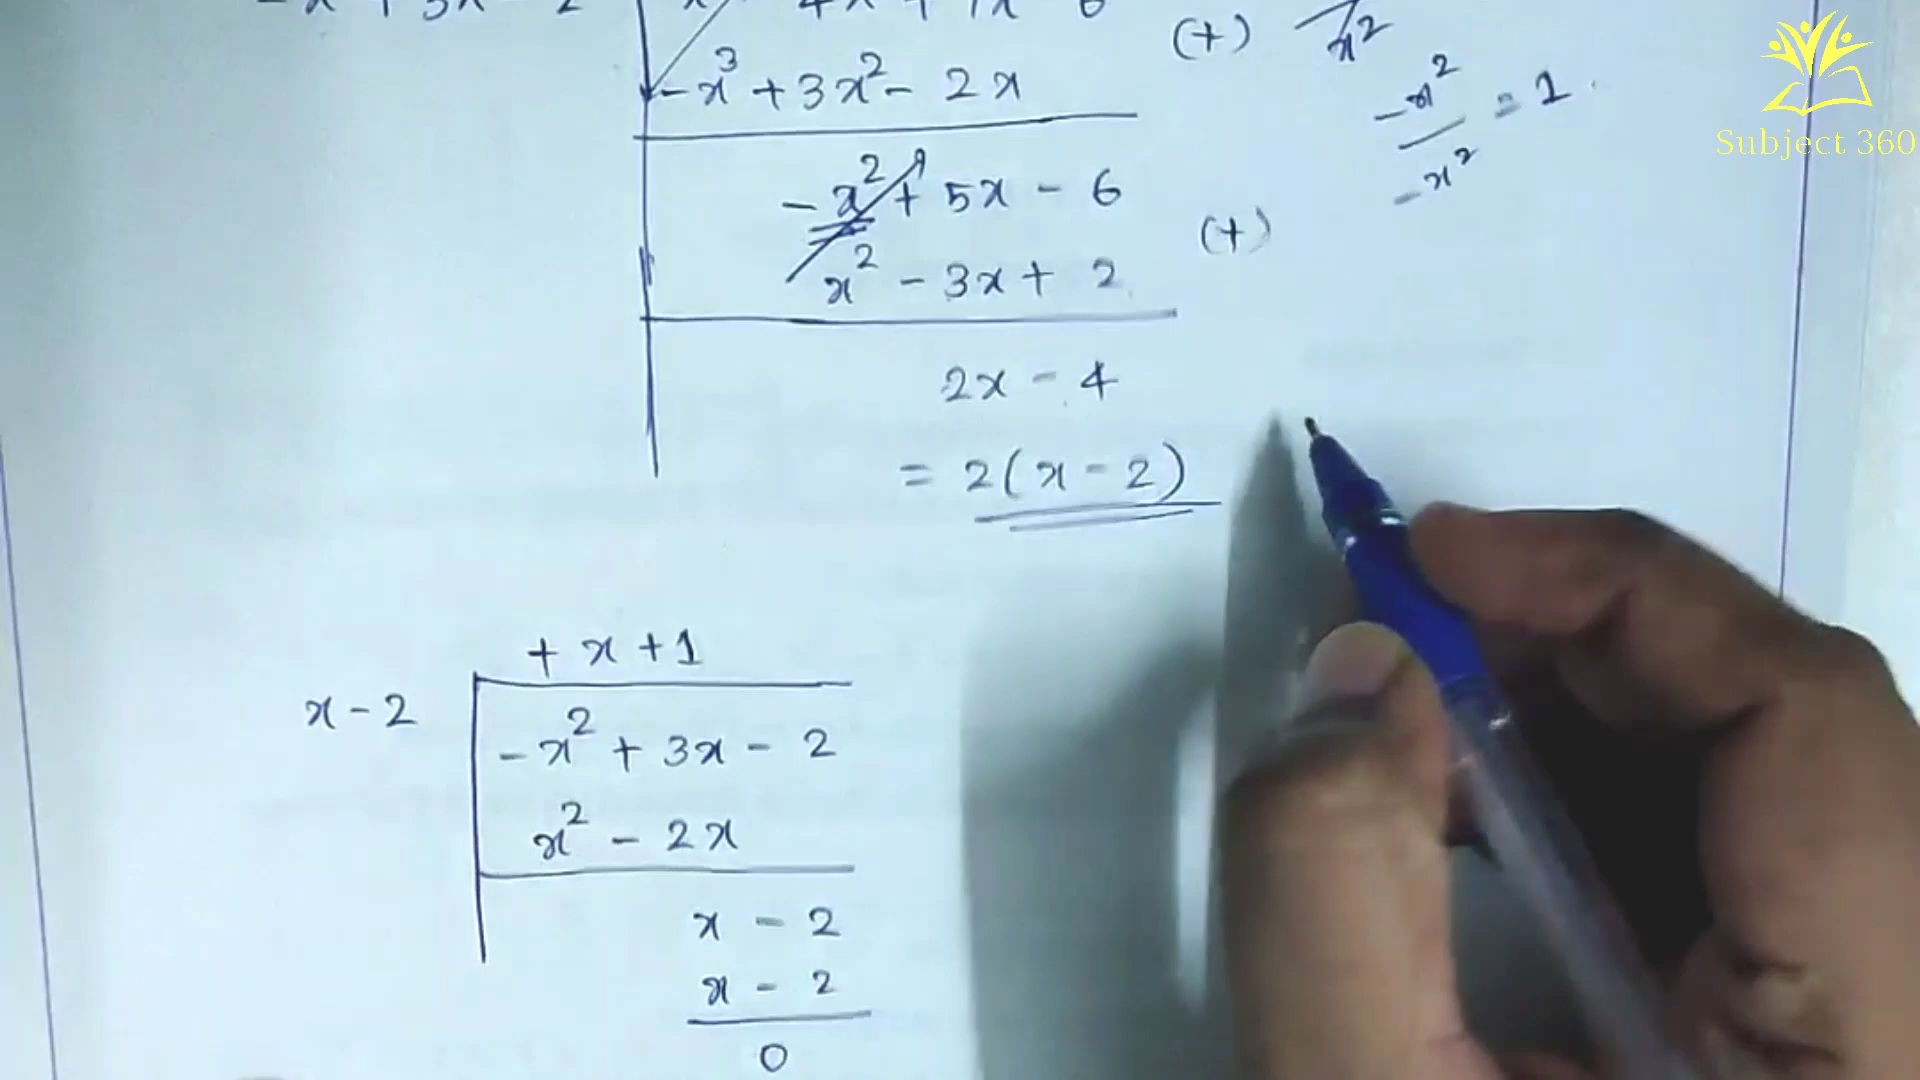 -x³ + 3x² - 2x (+)
x²
-x² / -x² = 1
Subject 360
-x² + 5x - 6
x² - 3x + 2 (+)
2x - 4
= 2(x - 2)
+ x + 1
x - 2
-x² + 3x - 2
x² - 2x
x - 2
x - 2
0